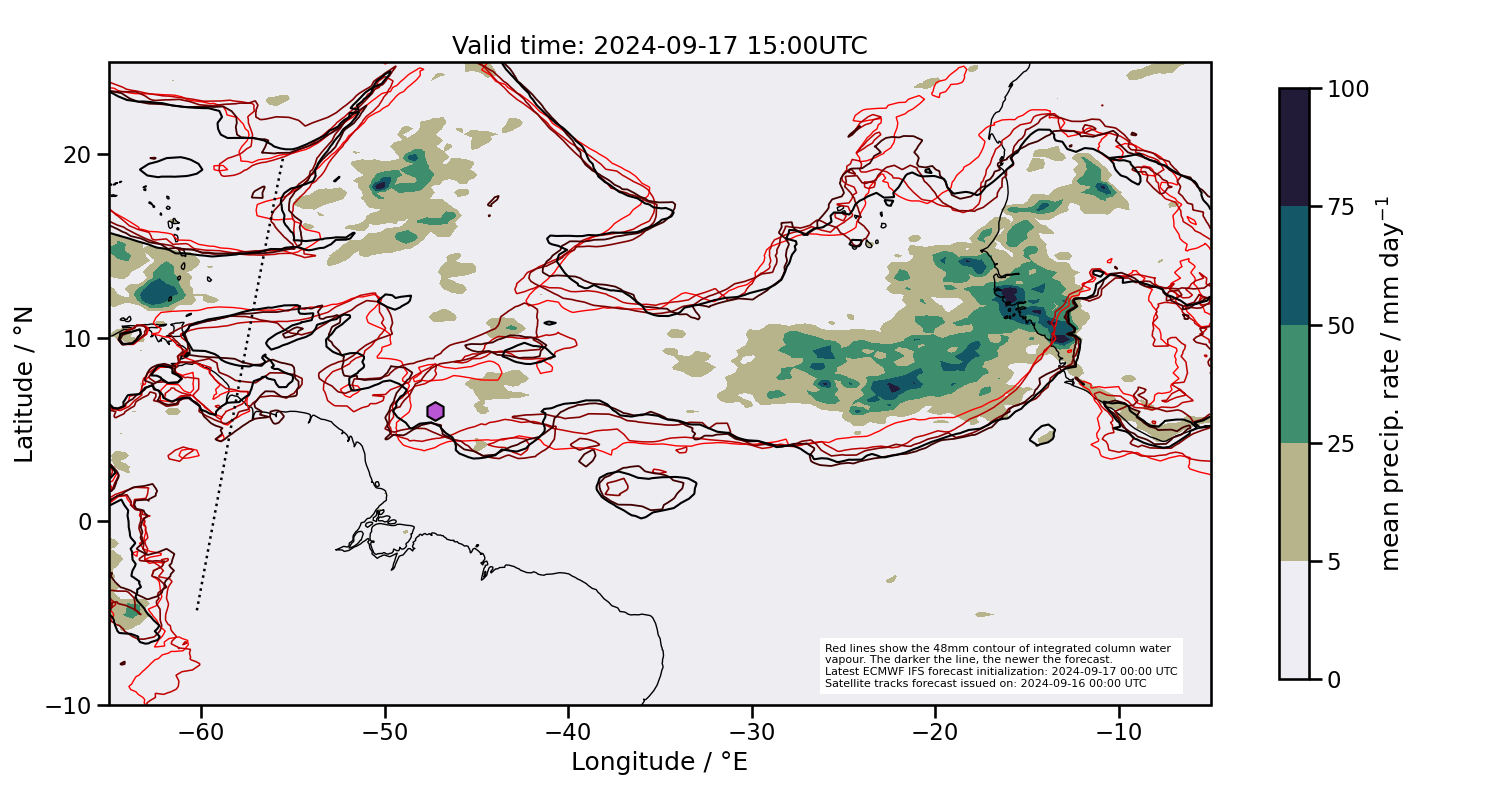 Valid time: 2024-09-17 15:00UTC
20
10
0
−10
Latitude / °N
−60
−50
−40
−30
−20
−10
Longitude / °E
Red lines show the 48mm contour of integrated column water
vapour. The darker the line, the newer the forecast.
Latest ECMWF IFS forecast initialization: 2024-09-17 00:00 UTC
Satellite tracks forecast issued on: 2024-09-16 00:00 UTC
100
75
50
25
5
0
mean precip. rate / mm day⁻¹